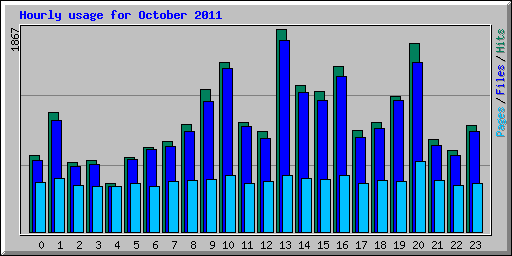 Hourly usage for October 2011
1867
Pages / Files / Hits
0 1 2 3 4 5 6 7 8 9 10 11 12 13 14 15 16 17 18 19 20 21 22 23